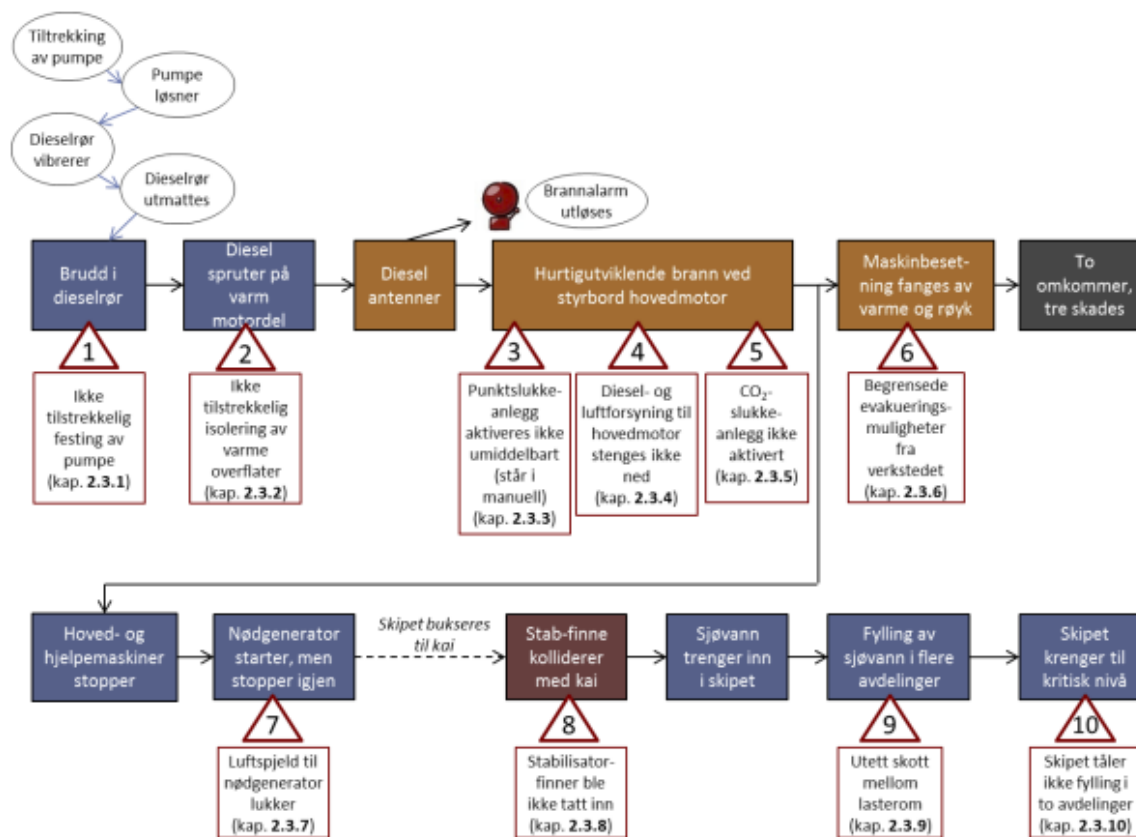 Tiltrekking
av pumpe
Pumpe
løsner
Dieselrør
vibrerer
Dieselrør
utmattes
Brannalarm
utløses
Brudd i
dieselrør
Diesel
spruter på
varm
motordel
Diesel
antenner
Hurtigutviklende brann ved
styrbord hovedmotor
Maskinbeset-
ning fanges av
varme og røyk
To
omkommer,
tre skades
1
Ikke
tilstrekkelig
festing av
pumpe
(kap. 2.3.1)
2
Ikke
tilstrekkelig
isolering av
varme
overflater
(kap. 2.3.2)
3
Punktslukke-
anlegg
aktiveres ikke
umiddelbart
(står i
manuell)
(kap. 2.3.3)
4
Diesel- og
luftforsyning til
hovedmotor
stenges ikke
ned
(kap. 2.3.4)
5
CO₂-
slukke-
anlegg ikke
aktivert
(kap. 2.3.5)
6
Begrensede
evakuerings-
muligheter
fra
verkstedet
(kap. 2.3.6)
Hoved- og
hjelpemaskiner
stopper
Nødgenerator
starter, men
stopper igjen
Skipet bukseres
til kai
Stab-finne
kolliderer
med kai
Sjøvann
trenger inn
i skipet
Fylling av
sjøvann i flere
avdelinger
Skipet
krenger til
kritisk nivå
7
Luftspjeld til
nødgenerator
lukker
(kap. 2.3.7)
8
Stabilisator-
finner ble
ikke tatt inn
(kap. 2.3.8)
9
Utett skott
mellom
lasterom
(kap. 2.3.9)
10
Skipet tåler
ikke fylling i
to avdelinger
(kap. 2.3.10)